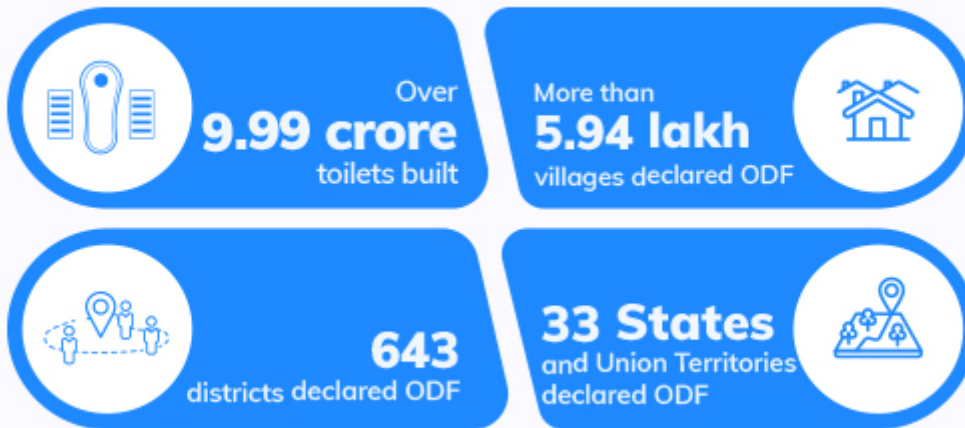 Over
9.99 crore
toilets built
More than
5.94 lakh
villages declared ODF
643
districts declared ODF
33 States
and Union Territories
declared ODF